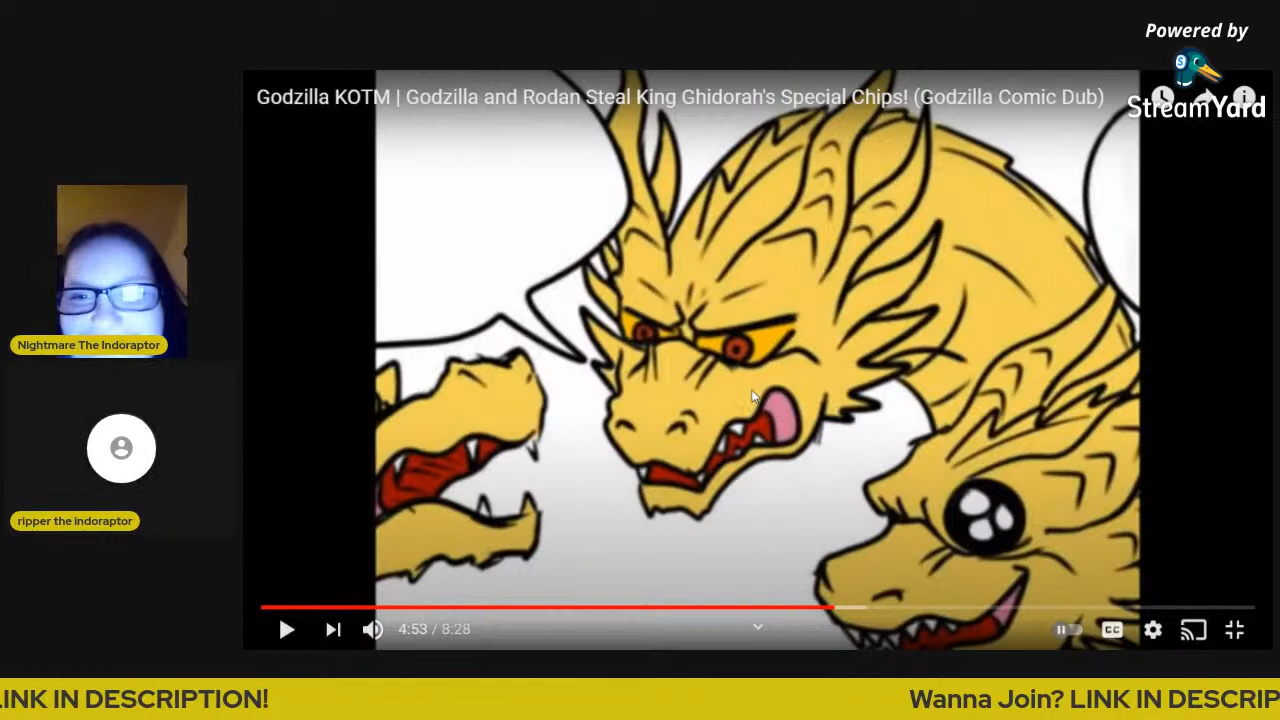 Powered by
StreamYard
Godzilla KOTM | Godzilla and Rodan Steal King Ghidorah's Special Chips! (Godzilla Comic Dub)
Nightmare The Indoraptor
ripper the indoraptor
4:53 / 8:28
CC
LINK IN DESCRIPTION!
Wanna Join? LINK IN DESCRIP